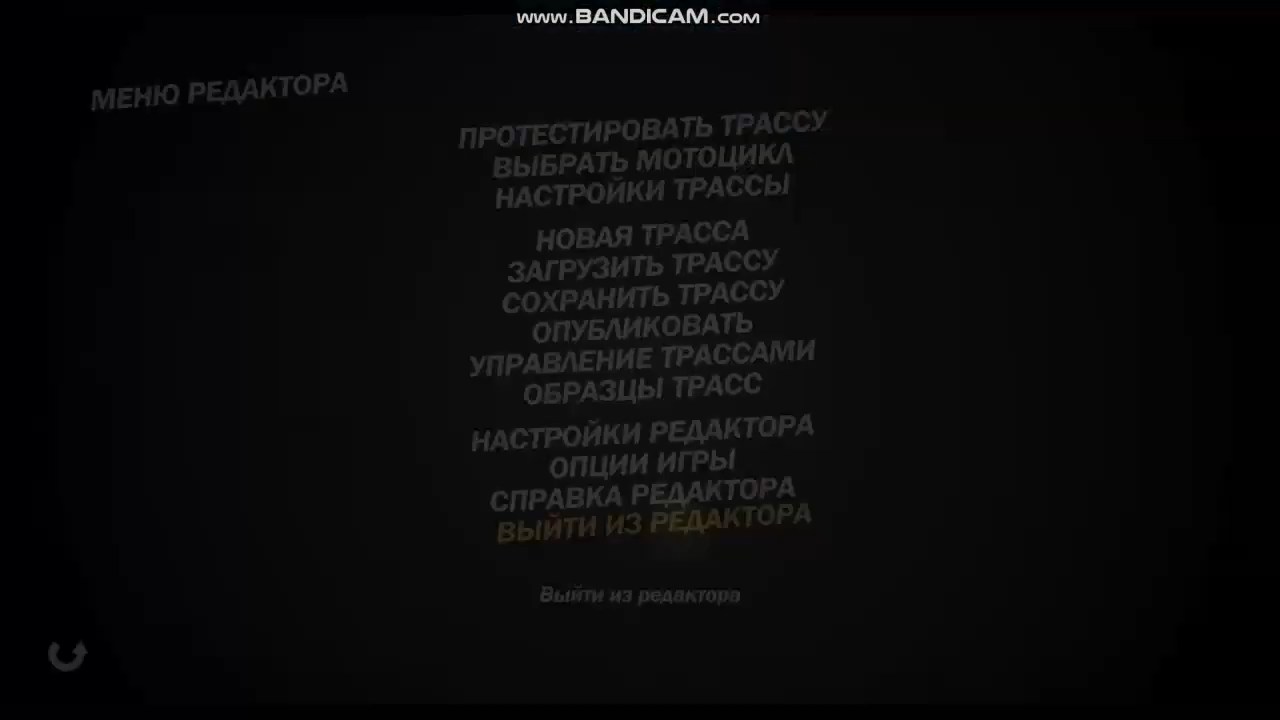 www.BANDICAM.com
МЕНЮ РЕДАКТОРА
ПРОТЕСТИРОВАТЬ ТРАССУ
ВЫБРАТЬ МОТОЦИКЛ
НАСТРОЙКИ ТРАССЫ
НОВАЯ ТРАССА
ЗАГРУЗИТЬ ТРАССУ
СОХРАНИТЬ ТРАССУ
ОПУБЛИКОВАТЬ
УПРАВЛЕНИЕ ТРАССАМИ
ОБРАЗЦЫ ТРАСС
НАСТРОЙКИ РЕДАКТОРА
ОПЦИИ ИГРЫ
СПРАВКА РЕДАКТОРА
ВЫЙТИ ИЗ РЕДАКТОРА
Выйти из редактора